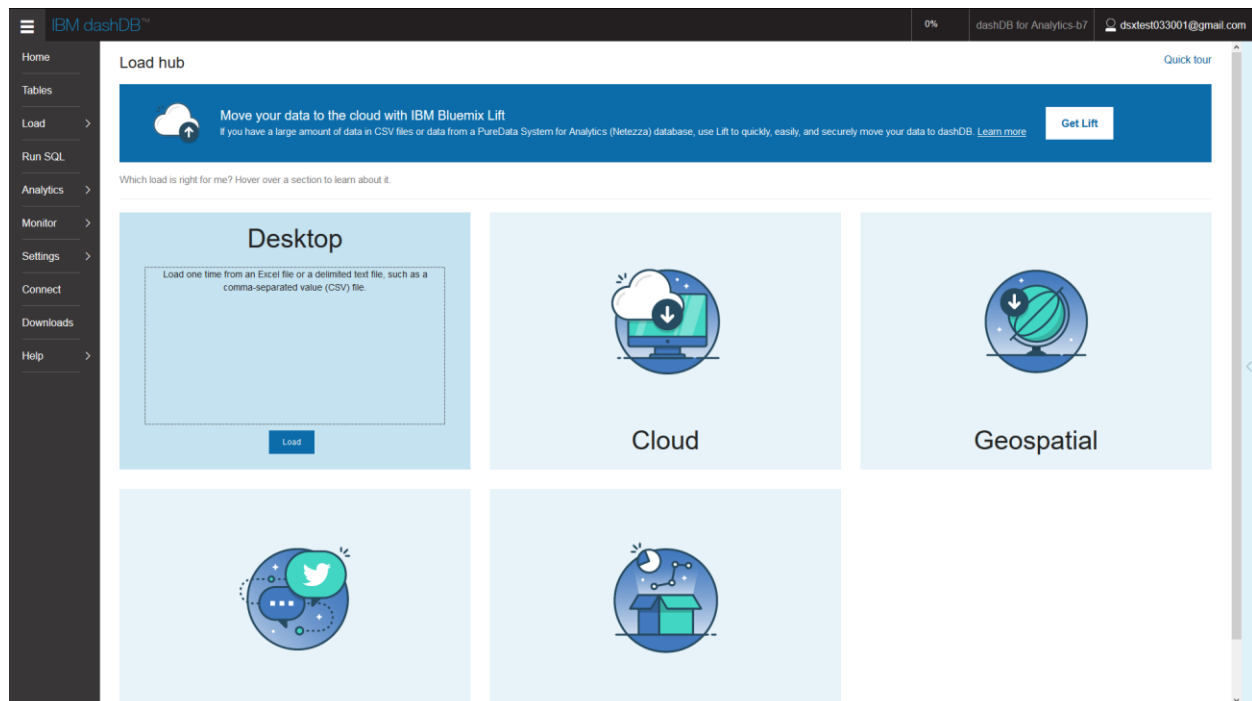 IBM dashDB™
0%
dashDB for Analytics-b7
dsxtest033001@gmail.com
Home
Tables
Load
Run SQL
Analytics
Monitor
Settings
Connect
Downloads
Help
Load hub
Quick tour
Move your data to the cloud with IBM Bluemix Lift
If you have a large amount of data in CSV files or data from a PureData System for Analytics (Netezza) database, use Lift to quickly, easily, and securely move your data to dashDB. Learn more
Get Lift
Which load is right for me? Hover over a section to learn about it.
Desktop
Load one time from an Excel file or a delimited text file, such as a
comma-separated value (CSV) file.
Load
Cloud
Geospatial